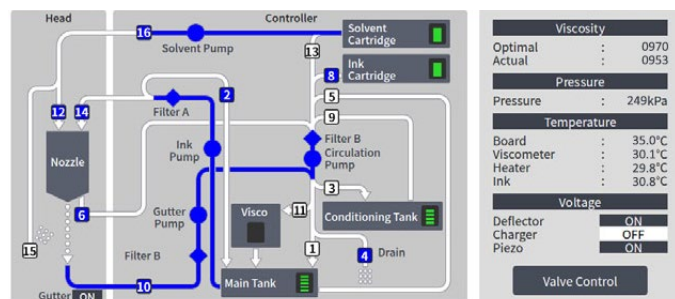 Head
Controller
16
Solvent Pump
Solvent
Cartridge
13
Ink
Cartridge
8
2
5
12
14
Filter A
9
Filter B
Circulation
Pump
Nozzle
Ink
Pump
3
6
Gutter
Pump
11
Visco
Conditioning Tank
15
Filter B
1
Drain
4
10
Main Tank
Gutter ON
Viscosity
Optimal : 0970
Actual : 0953
Pressure
Pressure : 249kPa
Temperature
Board : 35.0°C
Viscometer : 30.1°C
Heater : 29.8°C
Ink : 30.8°C
Voltage
Deflector ON
Charger OFF
Piezo ON
Valve Control